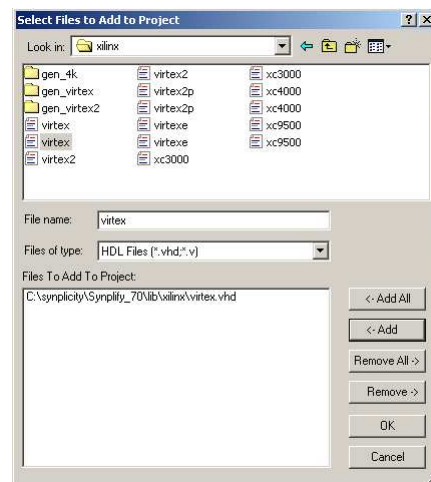 Select Files to Add to Project
Look in: xilinx
gen_4k virtex2 xc3000
gen_virtex virtex2p xc4000
gen_virtex2 virtex2p xc4000
virtex virtexe xc9500
virtex virtexe xc9500
virtex2 xc3000
File name: virtex
Files of type: HDL Files (*.vhd;*.v)
Files To Add To Project:
C:\synplicity\Synplify_70\lib\xilinx\virtex.vhd
<- Add All
<- Add
Remove All ->
Remove ->
OK
Cancel